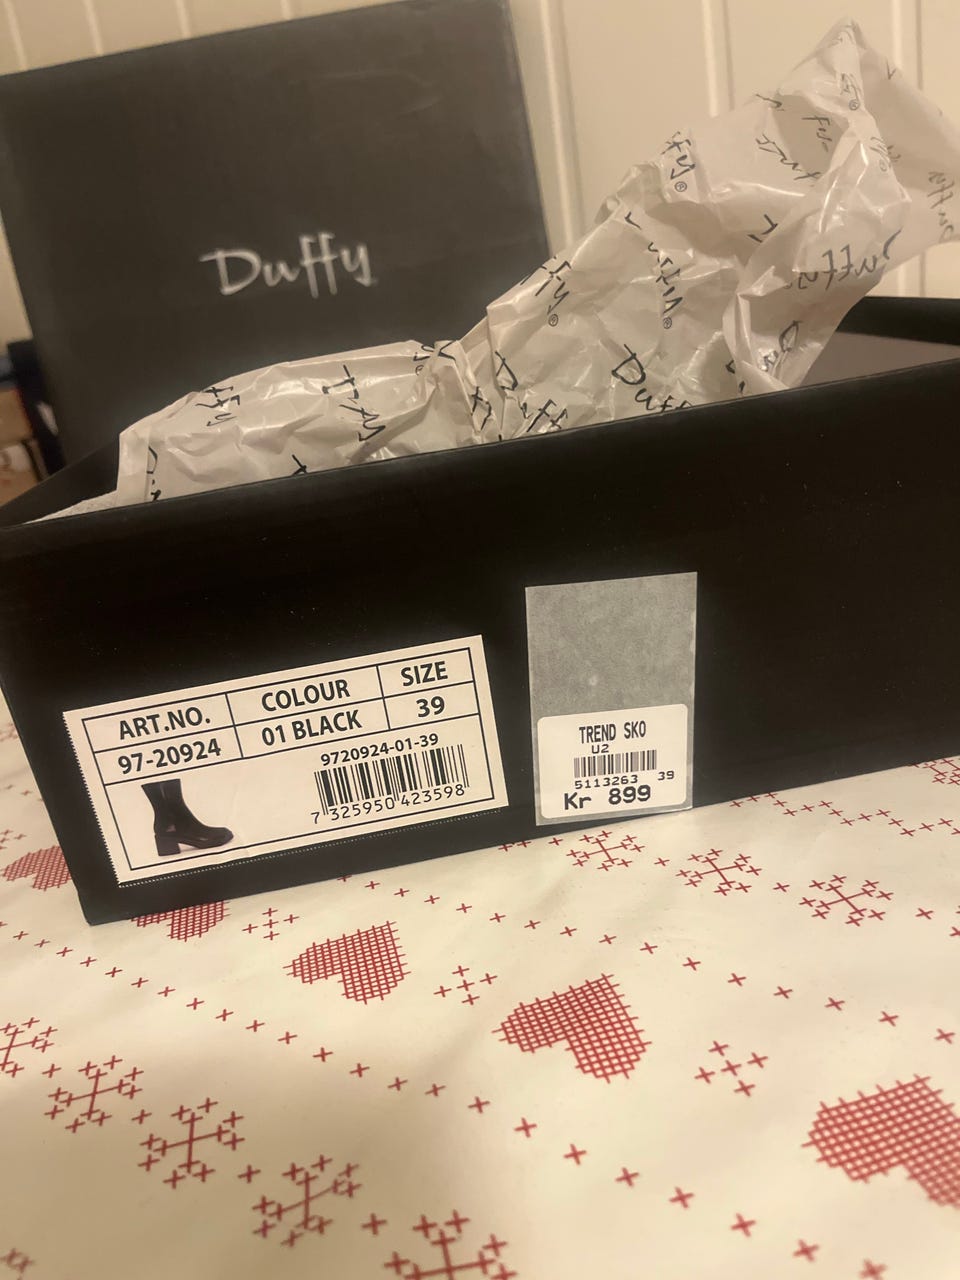 Duffy
Duffy
ART.NO. COLOUR SIZE
97-20924 01 BLACK 39
9720924-01-39
7 325950 423598
TREND SKO
U2
5113263 39
Kr 899